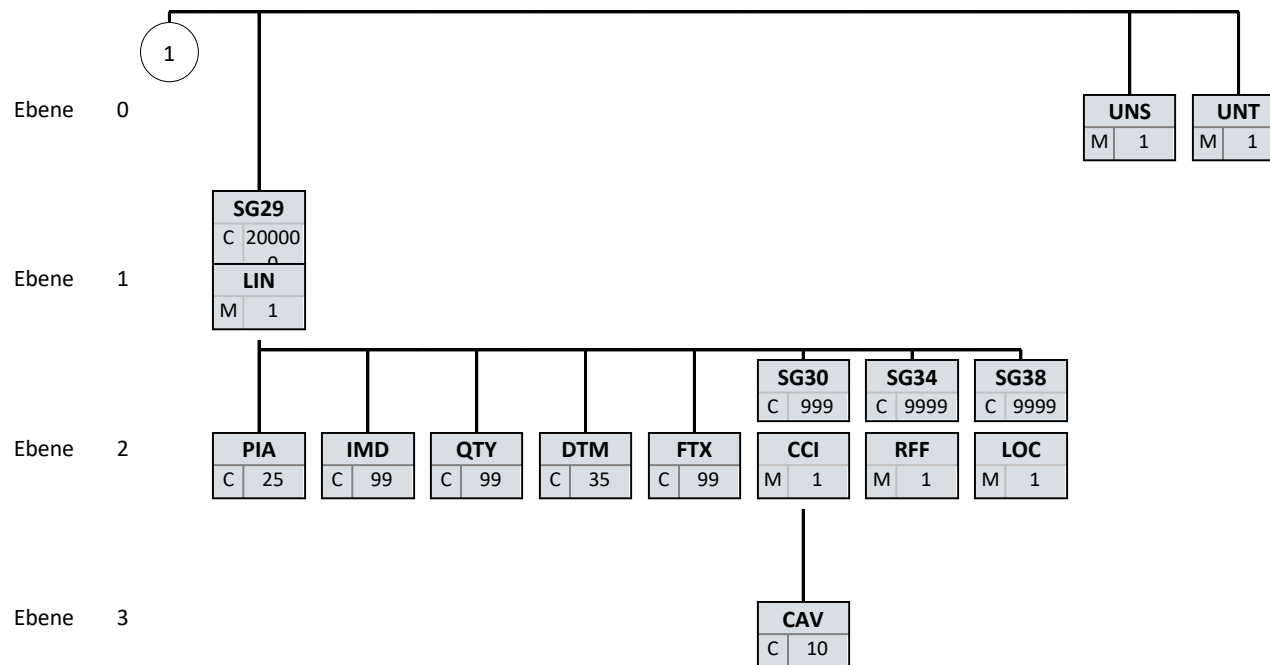 1
Ebene 0
UNS UNT
M 1 M 1
SG29
C 20000
0
Ebene 1
LIN
M 1
SG30 SG34 SG38
C 999 C 9999 C 9999
Ebene 2
PIA IMD QTY DTM FTX CCI RFF LOC
C 25 C 99 C 99 C 35 C 99 M 1 M 1 M 1
Ebene 3
CAV
C 10